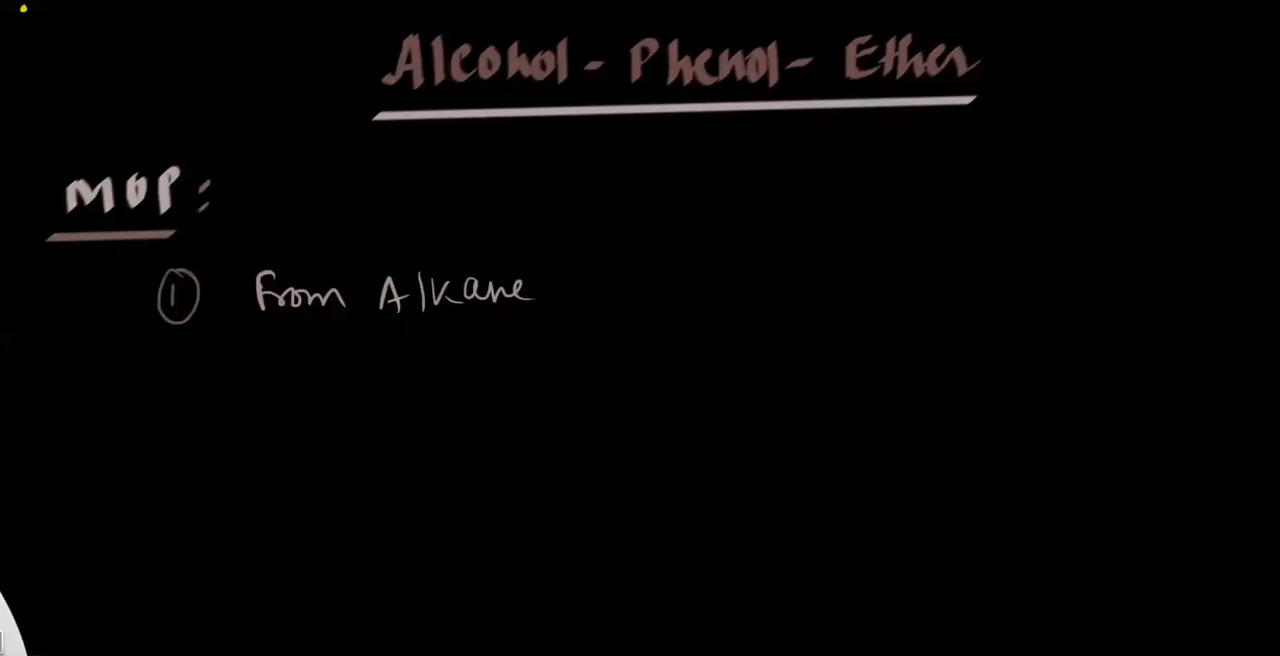 Alcohol - Phenol - Ether
MOP :
① From Alkane